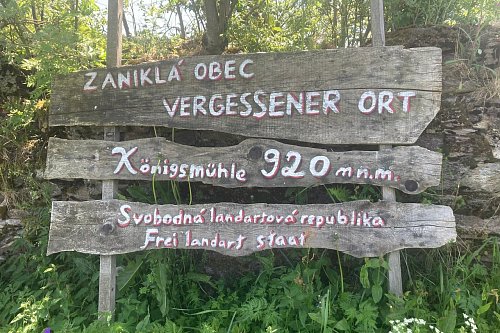 ZANIKLÁ OBEC
VERGESSENER ORT
Königsmühle 920 m n.m.
Svobodná landartová republika
Frei landart staat